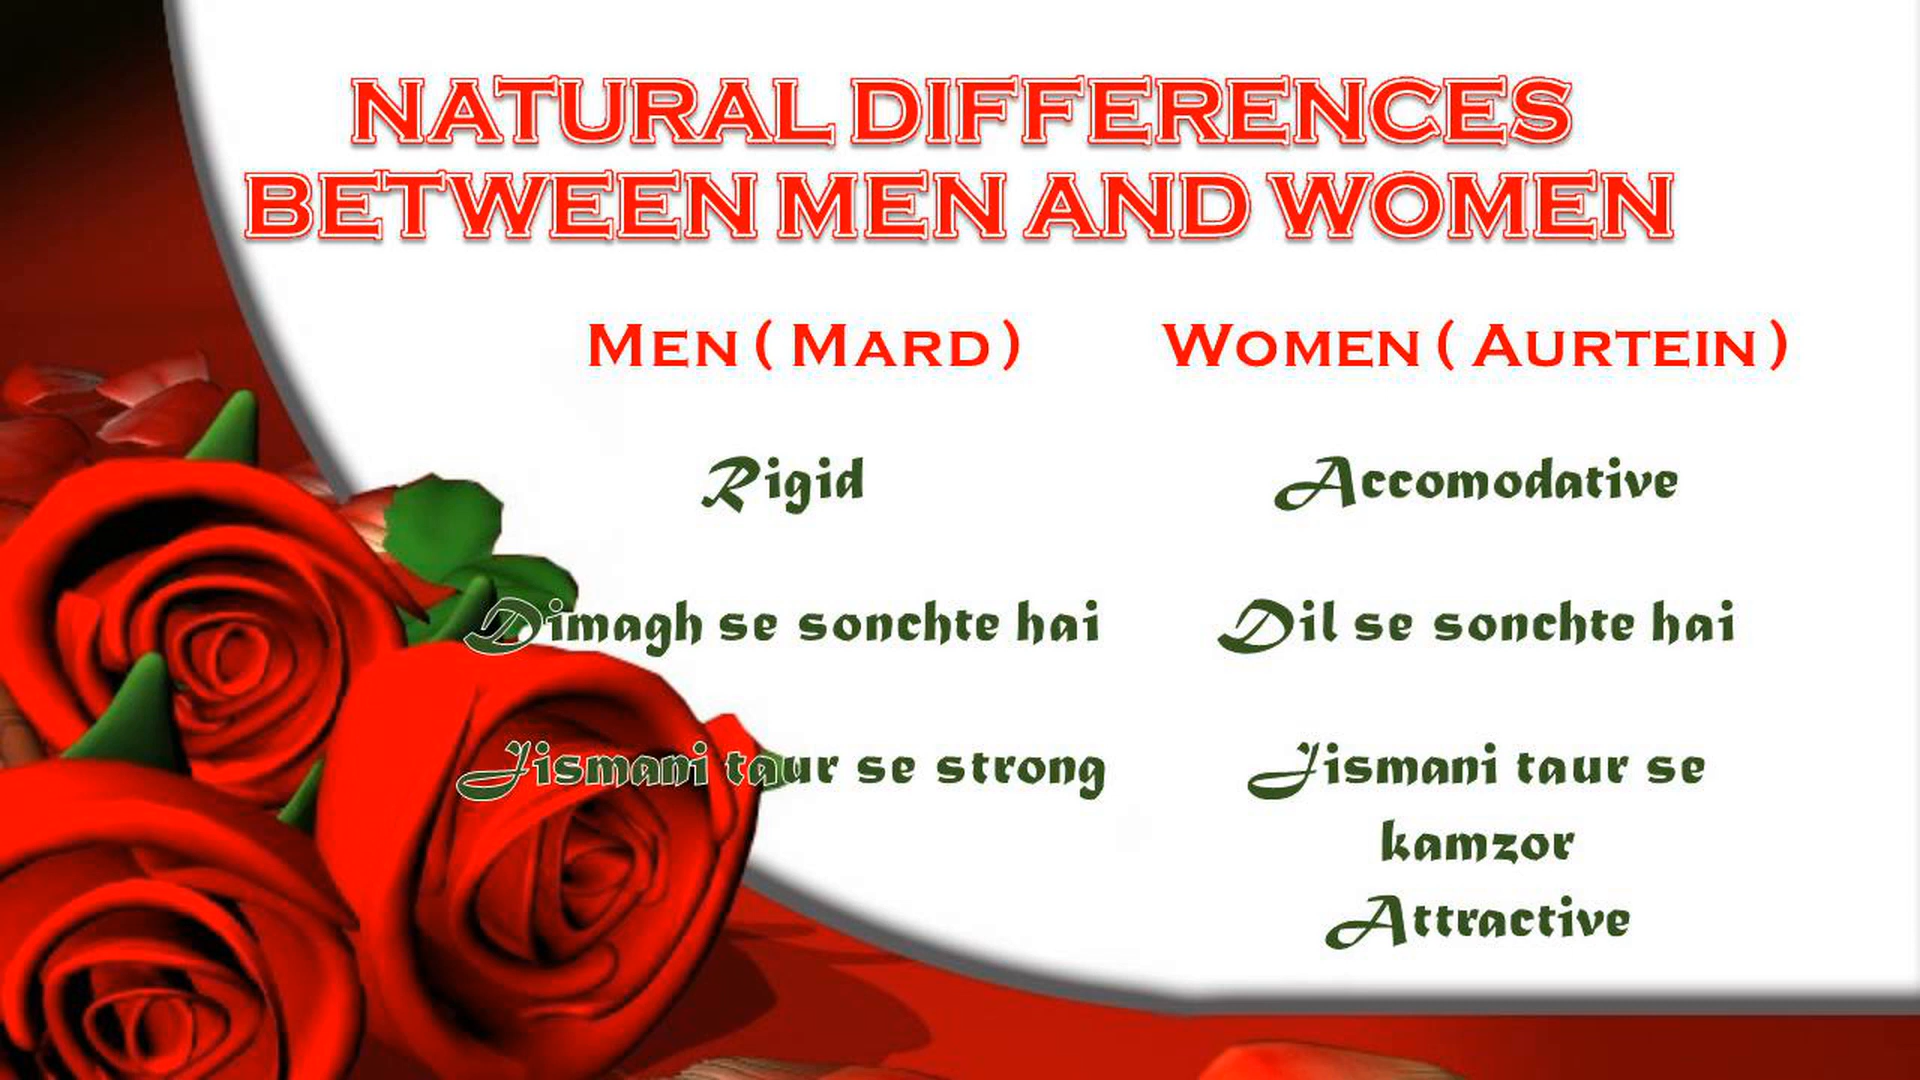 NATURAL DIFFERENCES
BETWEEN MEN AND WOMEN
MEN ( MARD ) WOMEN ( AURTEIN )
Rigid Accomodative
Dimagh se sonchte hai Dil se sonchte hai
Jismani taur se strong Jismani taur se
kamzor
Attractive